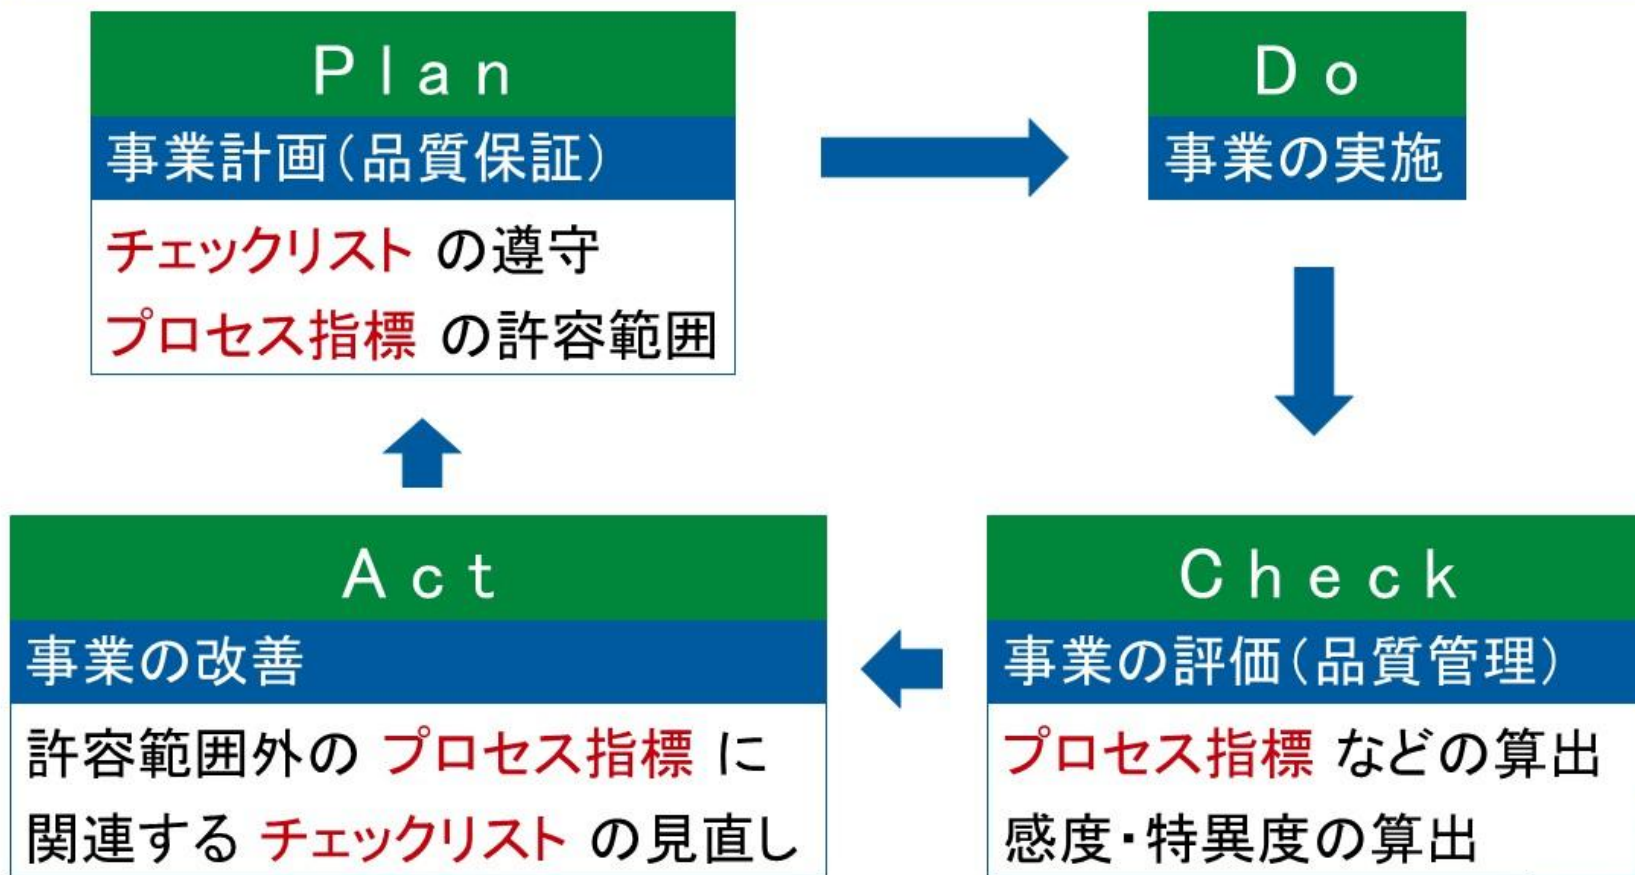 Plan
事業計画(品質保証)
チェックリスト の遵守
プロセス指標 の許容範囲
Do
事業の実施
Check
事業の評価(品質管理)
プロセス指標 などの算出
感度・特異度の算出
Act
事業の改善
許容範囲外の プロセス指標 に
関連する チェックリスト の見直し